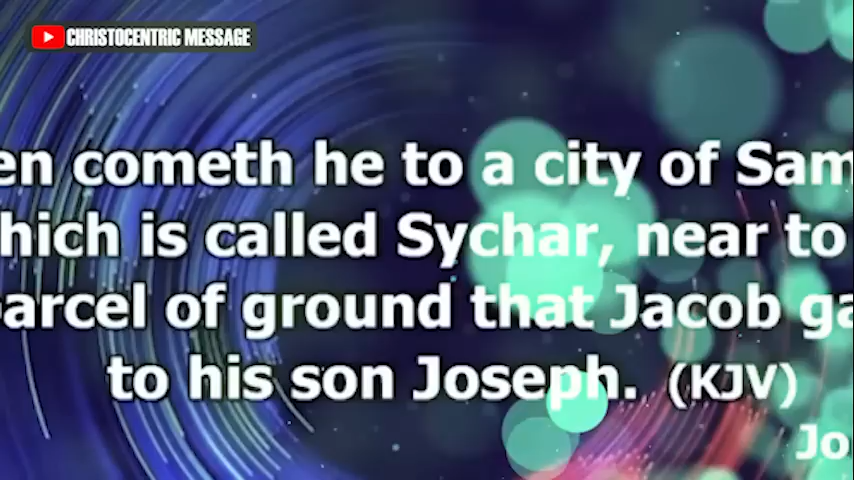 CHRISTOCENTRIC MESSAGE
en cometh he to a city of Sam
hich is called Sychar, near to
arcel of ground that Jacob ga
to his son Joseph. (KJV)
Jo